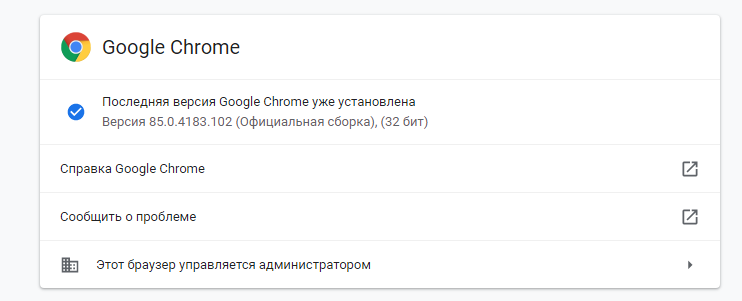 Google Chrome
Последняя версия Google Chrome уже установлена
Версия 85.0.4183.102 (Официальная сборка), (32 бит)
Справка Google Chrome
Сообщить о проблеме
Этот браузер управляется администратором